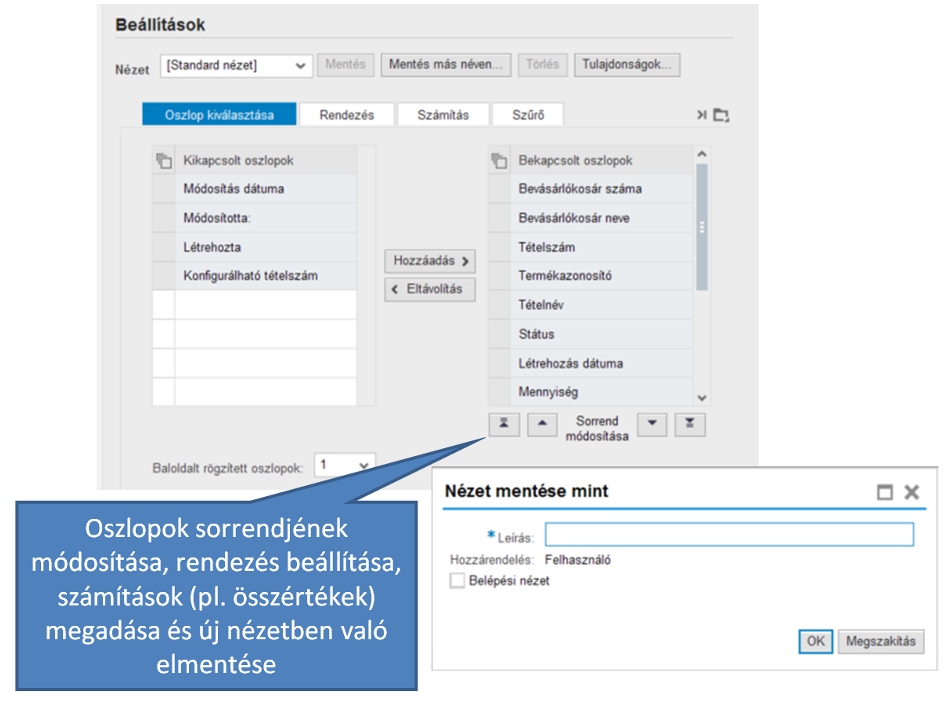 Beállítások
Nézet [Standard nézet] Mentés Mentés más néven... Törlés Tulajdonságok...
Oszlop kiválasztása Rendezés Számítás Szűrő
Kikapcsolt oszlopok
Módosítás dátuma
Módosította:
Létrehozta
Konfigurálható tételszám
Hozzáadás
Eltávolítás
Bekapcsolt oszlopok
Bevásárlókosár száma
Bevásárlókosár neve
Tételszám
Termékazonosító
Tételnév
Státus
Létrehozás dátuma
Mennyiség
Sorrend
módosítása
Baloldalt rögzített oszlopok: 1
Oszlopok sorrendjének
módosítása, rendezés beállítása,
számítások (pl. összértékek)
megadása és új nézetben való
elmentése
Nézet mentése mint
* Leírás:
Hozzárendelés: Felhasználó
Belépési nézet
OK Megszakítás